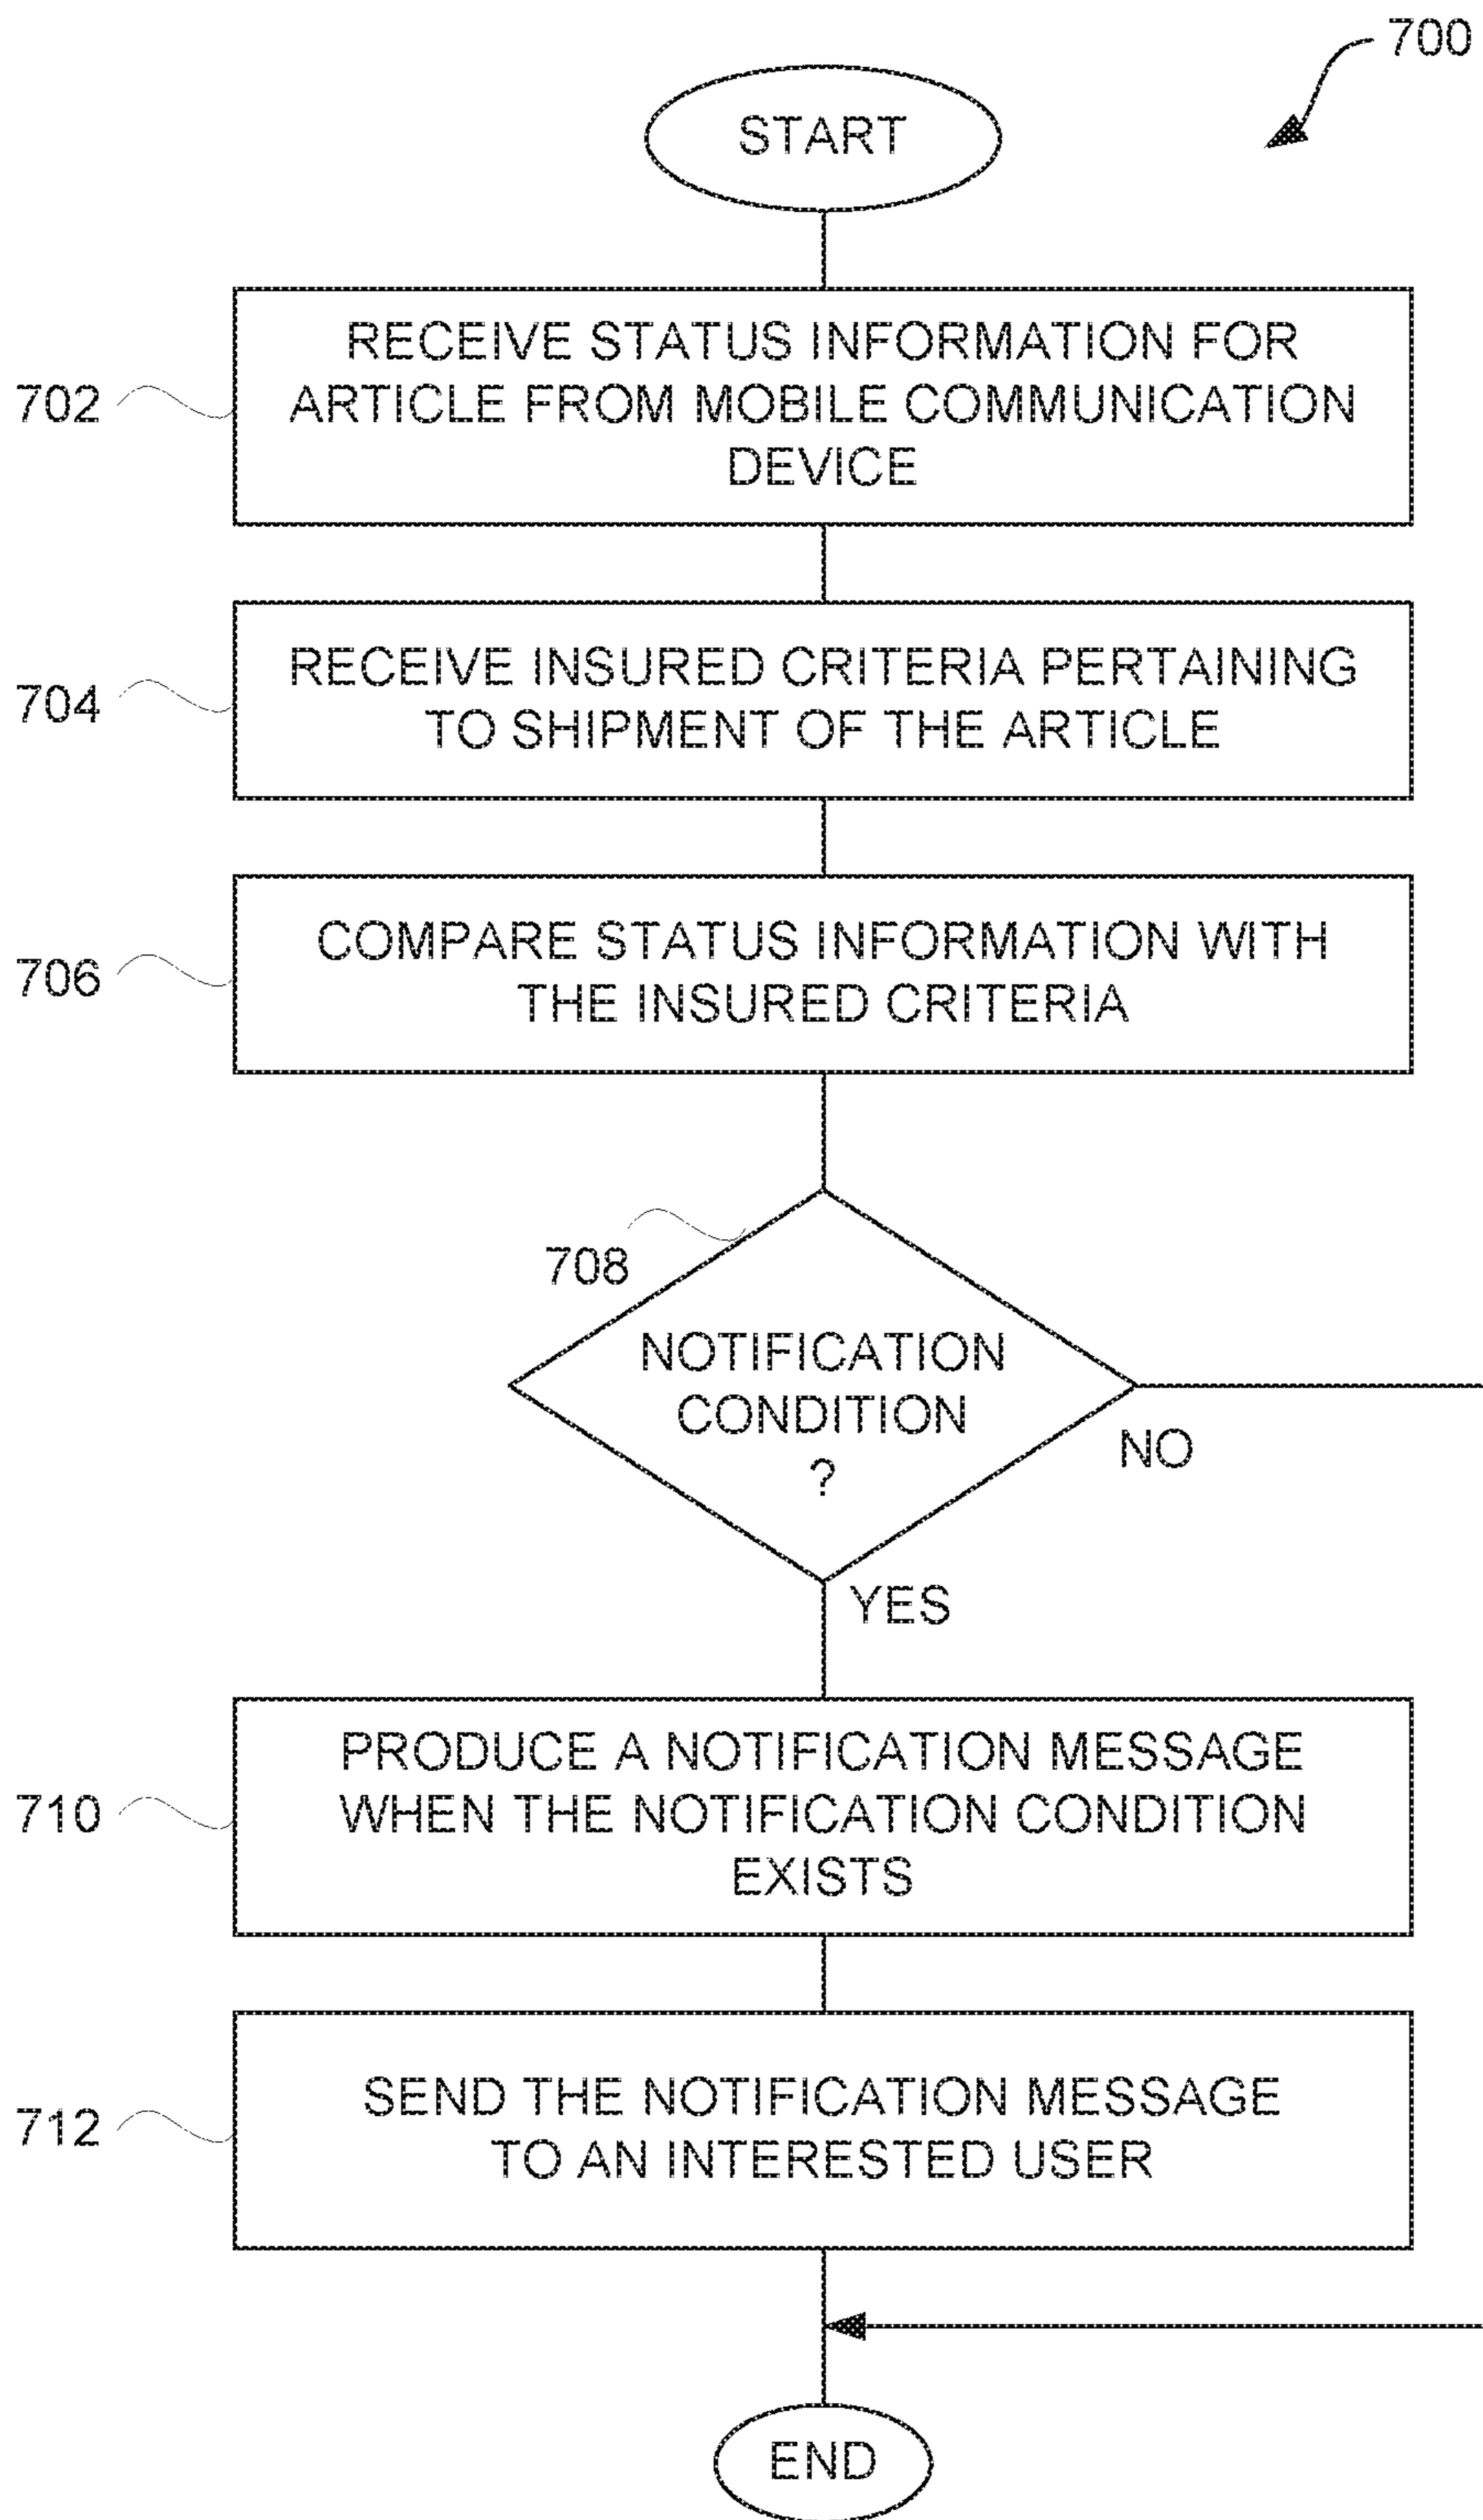 700
START
RECEIVE STATUS INFORMATION FOR
ARTICLE FROM MOBILE COMMUNICATION
DEVICE
702
RECEIVE INSURED CRITERIA PERTAINING
TO SHIPMENT OF THE ARTICLE
704
COMPARE STATUS INFORMATION WITH
THE INSURED CRITERIA
706
708
NOTIFICATION
CONDITION
?
NO
YES
PRODUCE A NOTIFICATION MESSAGE
WHEN THE NOTIFICATION CONDITION
EXISTS
710
SEND THE NOTIFICATION MESSAGE
TO AN INTERESTED USER
712
END